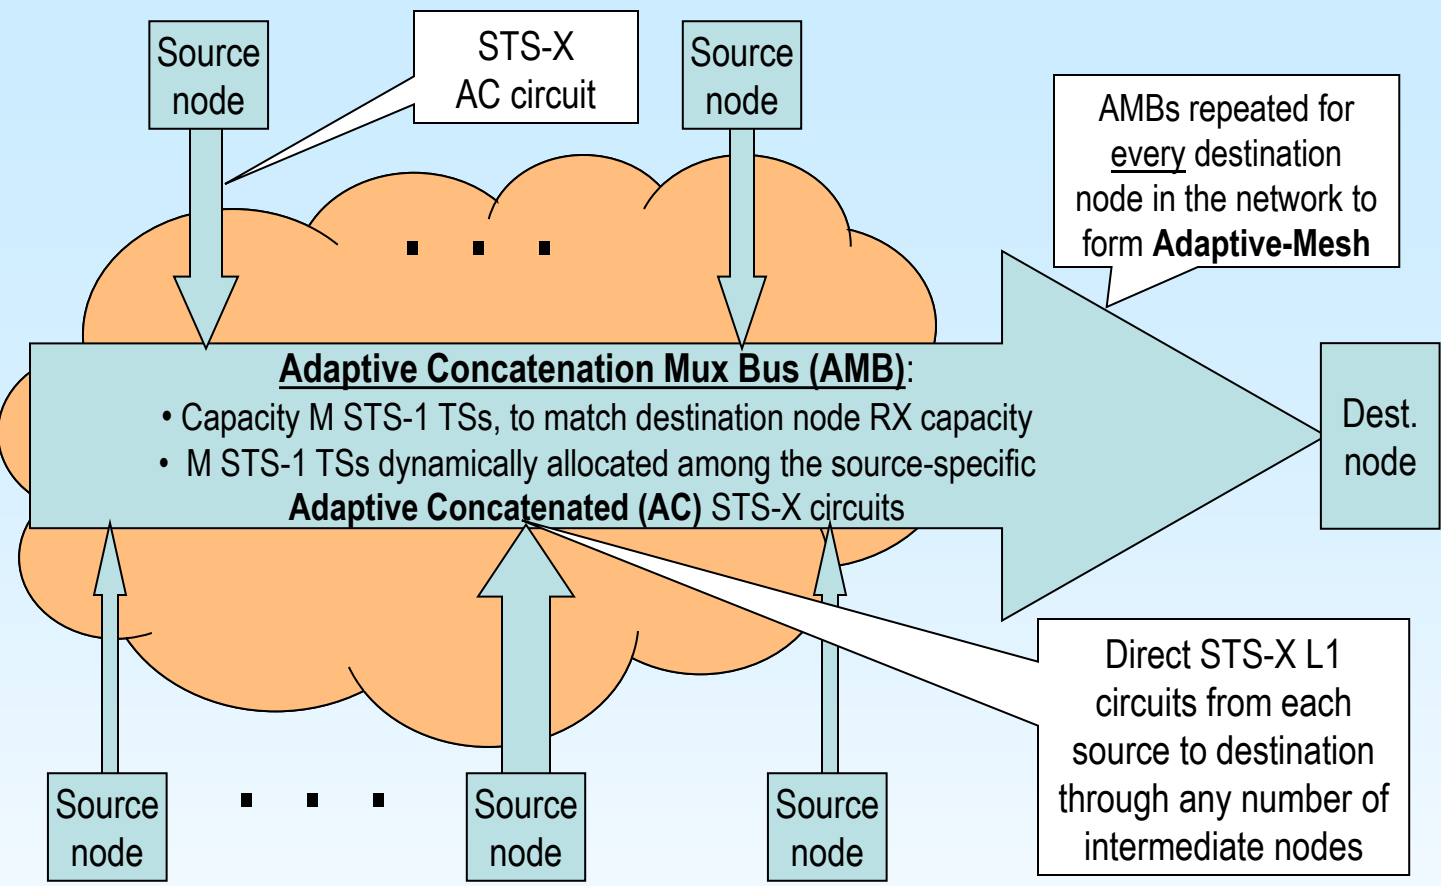 Source
node
STS-X
AC circuit
Source
node
AMBs repeated for
every destination
node in the network to
form Adaptive-Mesh
Adaptive Concatenation Mux Bus (AMB):
• Capacity M STS-1 TSs, to match destination node RX capacity
• M STS-1 TSs dynamically allocated among the source-specific
Adaptive Concatenated (AC) STS-X circuits
Dest.
node
Direct STS-X L1
circuits from each
source to destination
through any number of
intermediate nodes
Source
node
Source
node
Source
node